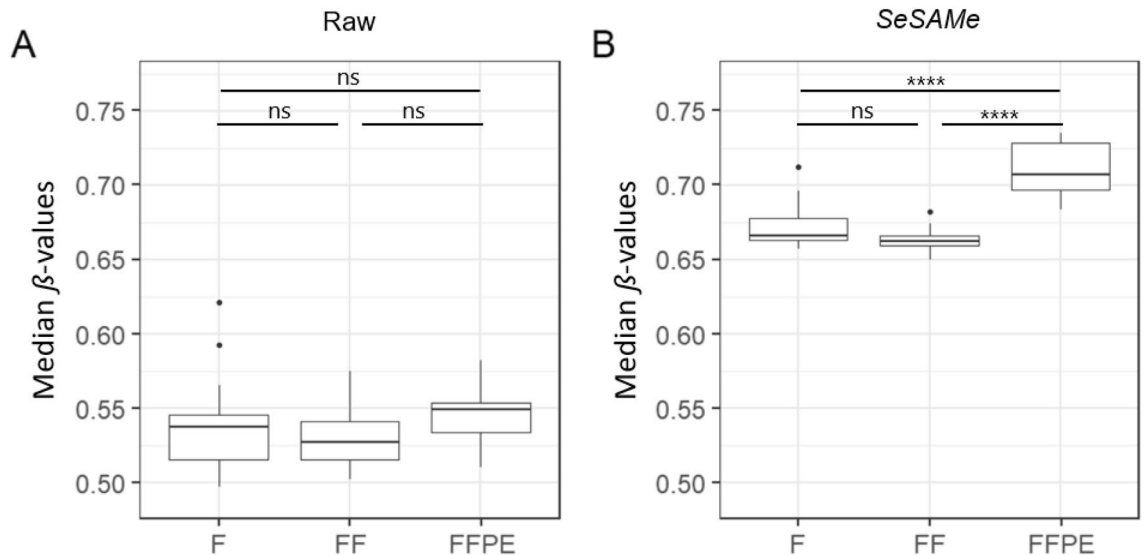 A
Raw
Median ß-values
0.75
0.70
0.65
0.60
0.55
0.50
ns
ns
ns
F
FF
FFPE
B
SeSAMe
Median ß-values
0.75
0.70
0.65
0.60
0.55
0.50
****
ns
****
F
FF
FFPE